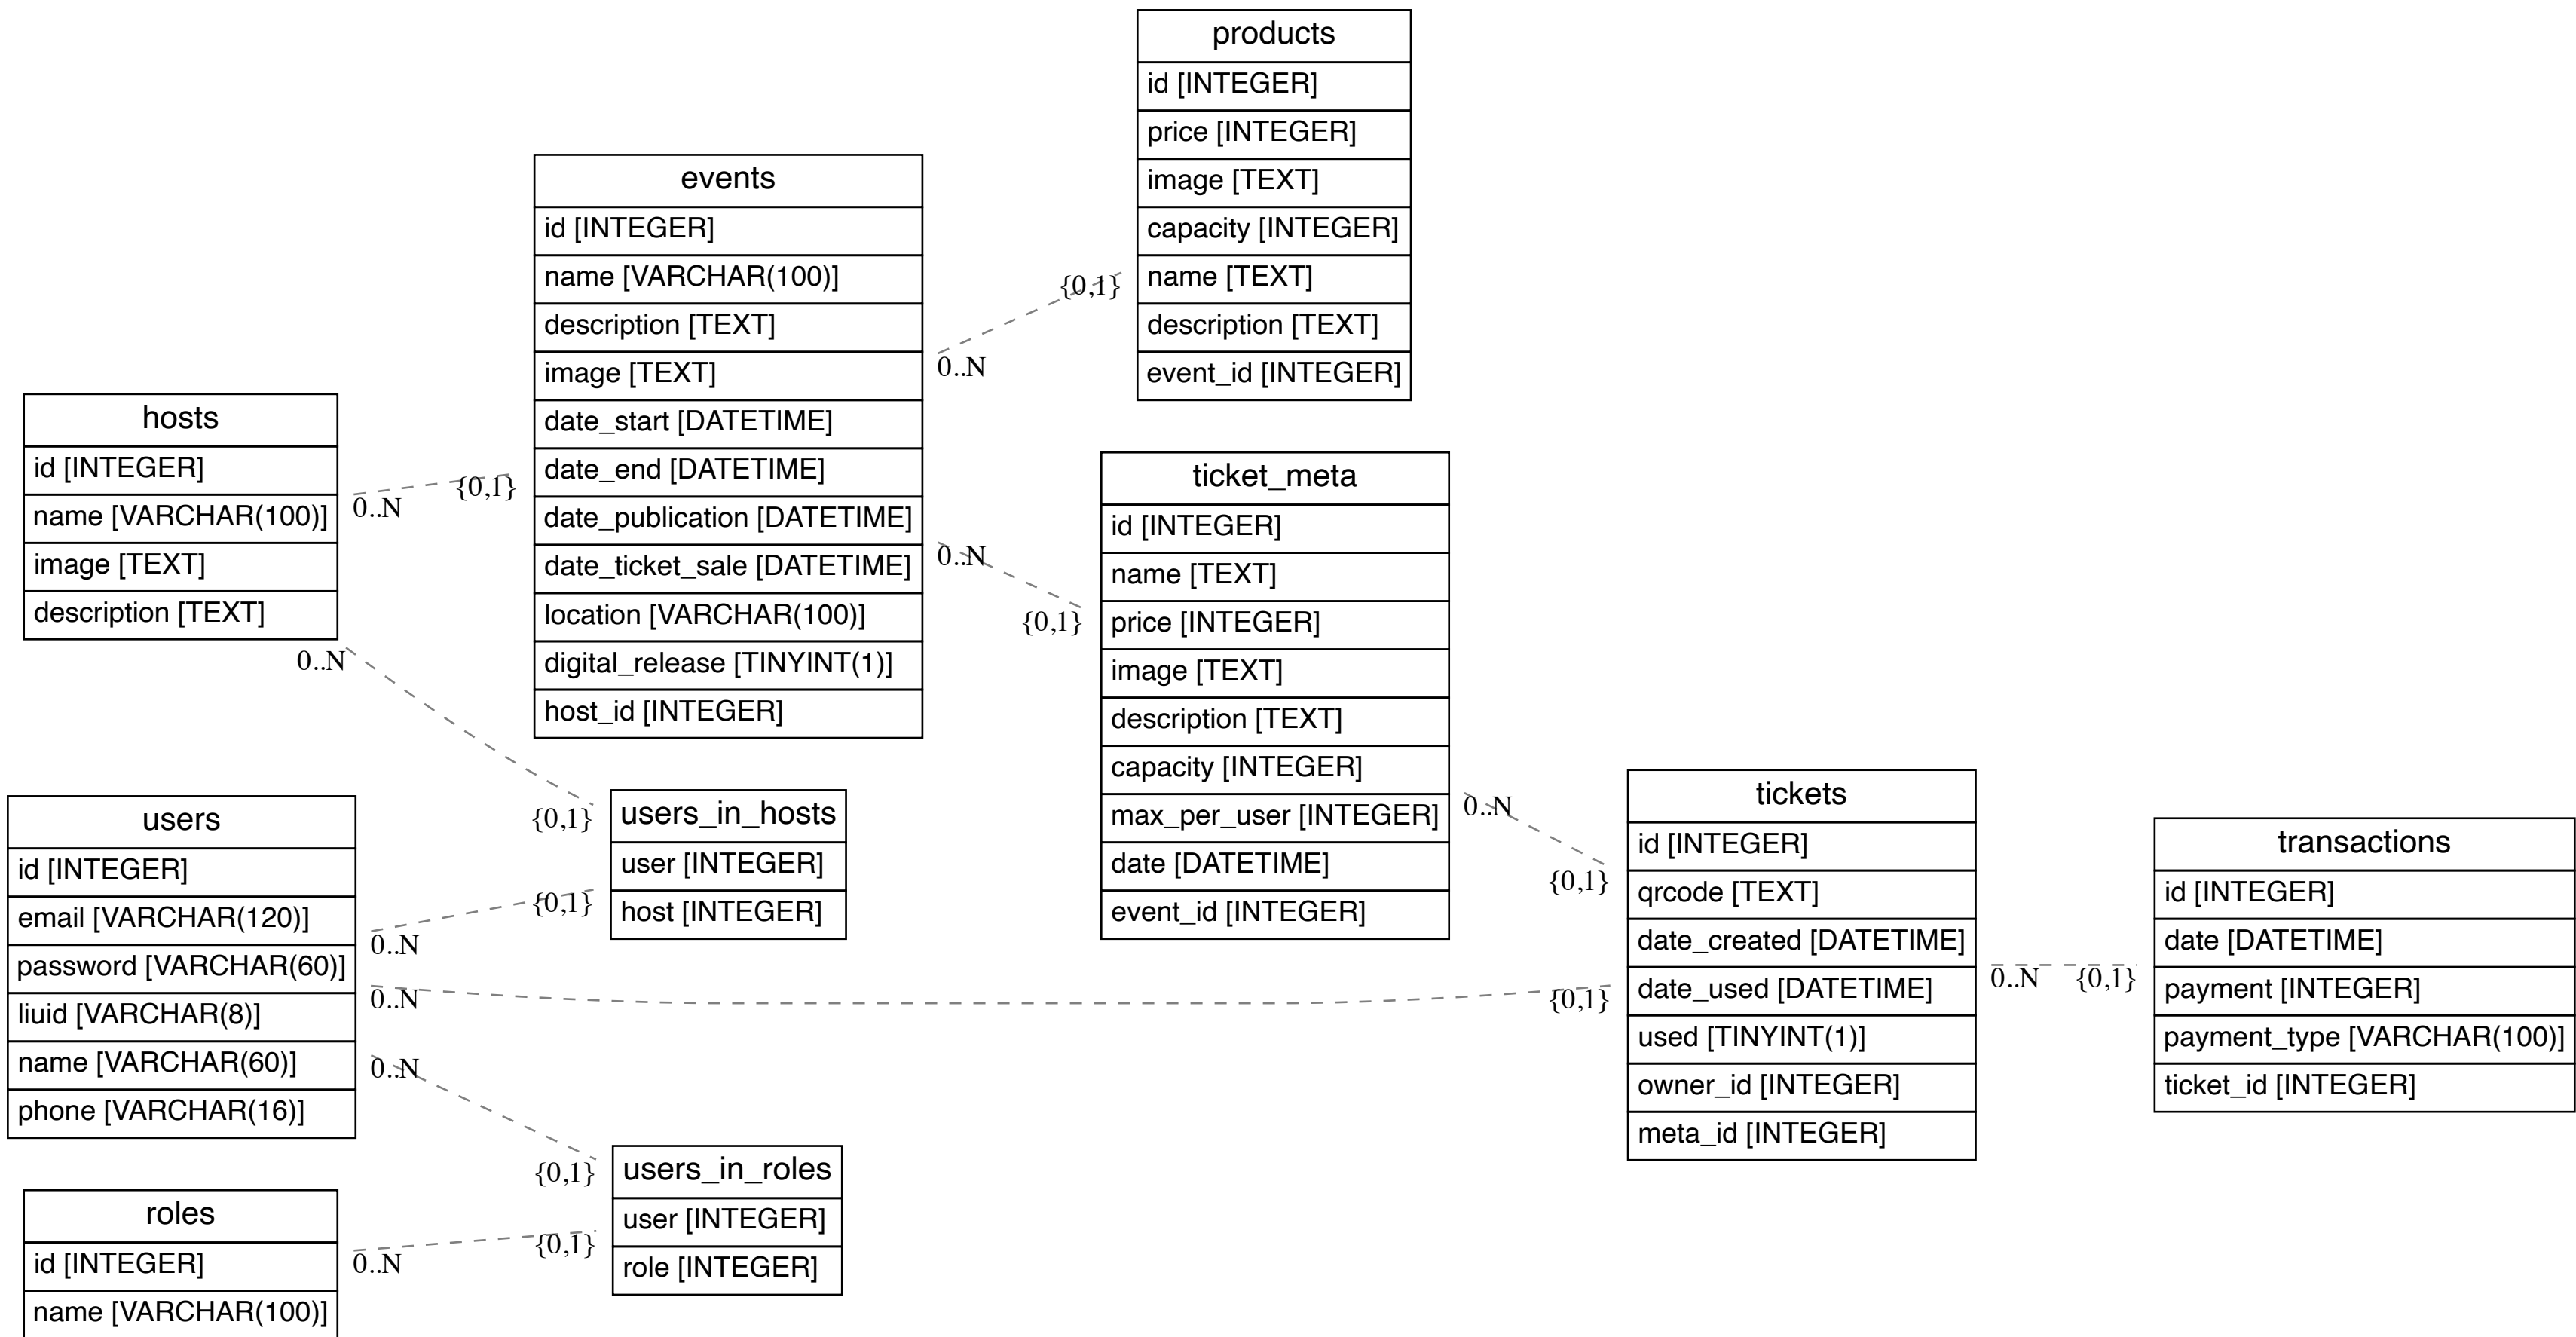 products
id [INTEGER]
price [INTEGER]
image [TEXT]
capacity [INTEGER]
name [TEXT]
description [TEXT]
event_id [INTEGER]
events
id [INTEGER]
name [VARCHAR(100)]
description [TEXT]
image [TEXT]
date_start [DATETIME]
date_end [DATETIME]
date_publication [DATETIME]
date_ticket_sale [DATETIME]
location [VARCHAR(100)]
digital_release [TINYINT(1)]
host_id [INTEGER]
{0,1}
0..N
hosts
id [INTEGER]
name [VARCHAR(100)]
image [TEXT]
description [TEXT]
0..N
{0,1}
ticket_meta
id [INTEGER]
name [TEXT]
price [INTEGER]
image [TEXT]
description [TEXT]
capacity [INTEGER]
max_per_user [INTEGER]
date [DATETIME]
event_id [INTEGER]
0..N
{0,1}
0..N
{0,1}
users_in_hosts
user [INTEGER]
host [INTEGER]
users
id [INTEGER]
email [VARCHAR(120)]
password [VARCHAR(60)]
liuid [VARCHAR(8)]
name [VARCHAR(60)]
phone [VARCHAR(16)]
{0,1}
0..N
0..N
{0,1}
0..N
{0,1}
tickets
id [INTEGER]
qrcode [TEXT]
date_created [DATETIME]
date_used [DATETIME]
used [TINYINT(1)]
owner_id [INTEGER]
meta_id [INTEGER]
0..N
{0,1}
transactions
id [INTEGER]
date [DATETIME]
payment [INTEGER]
payment_type [VARCHAR(100)]
ticket_id [INTEGER]
0..N
{0,1}
users_in_roles
user [INTEGER]
role [INTEGER]
roles
id [INTEGER]
name [VARCHAR(100)]
0..N
{0,1}